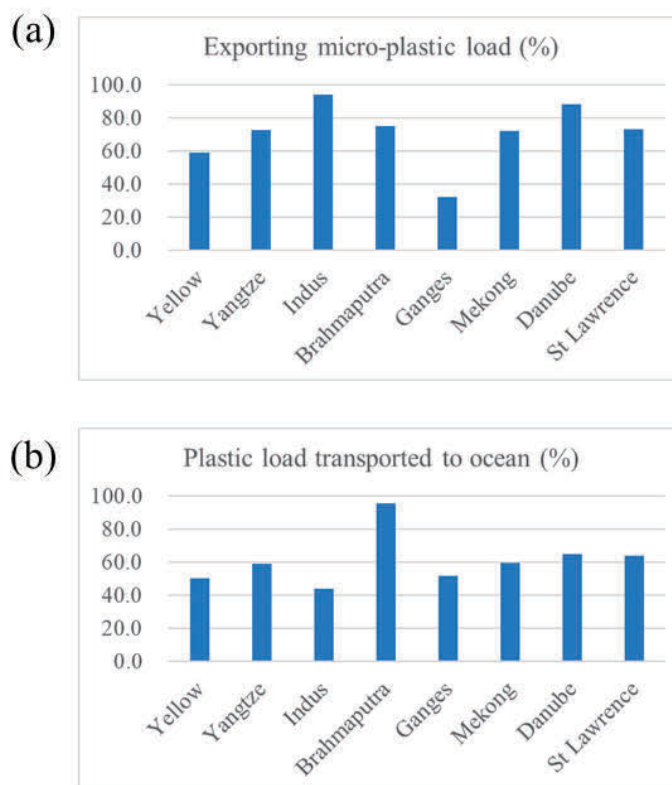 (a)
Exporting micro-plastic load (%)
100.0
80.0
60.0
40.0
20.0
0.0
Yellow
Yangtze
Indus
Brahmaputra
Ganges
Mekong
Danube
St Lawrence
(b)
Plastic load transported to ocean (%)
100.0
80.0
60.0
40.0
20.0
0.0
Yellow
Yangtze
Indus
Brahmaputra
Ganges
Mekong
Danube
St Lawrence